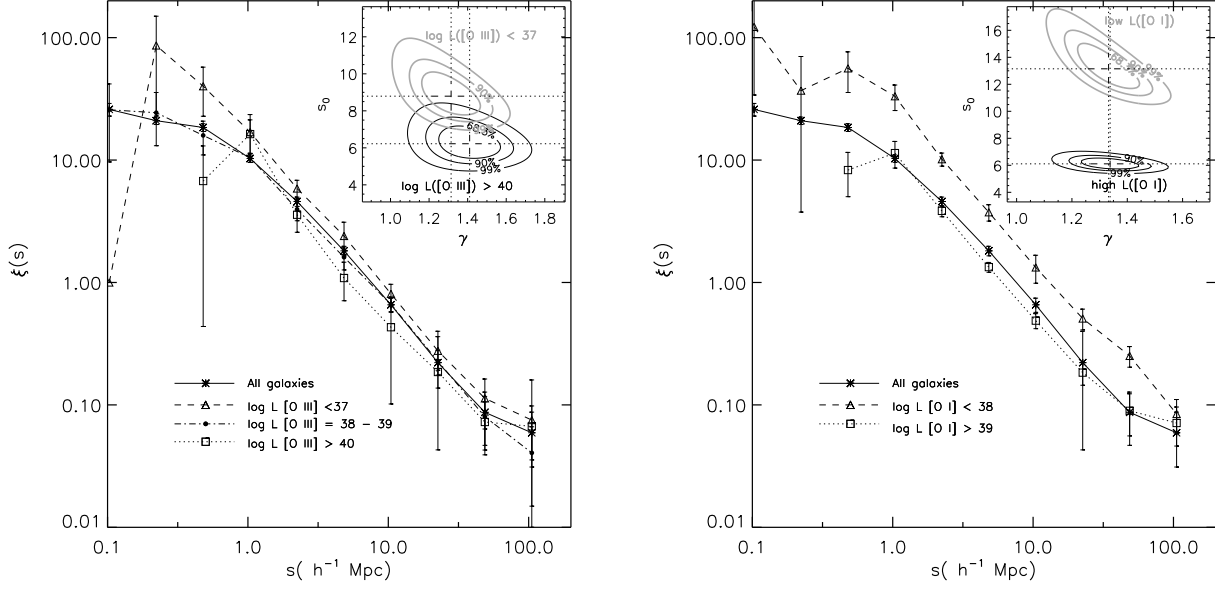 100.00
10.00
1.00
0.10
0.01
ξ(s)
0.1 1.0 10.0 100.0
s( h⁻¹ Mpc)
All galaxies
log L [O III] <37
log L [O III] = 38 - 39
log L [O III] > 40
12
10
8
6
4
s₀
1.0 1.2 1.4 1.6 1.8
γ
log L([O III]) < 37
90%
68.3%
90%
99%
log L([O III]) > 40
100.00
10.00
1.00
0.10
0.01
ξ(s)
0.1 1.0 10.0 100.0
s( h⁻¹ Mpc)
All galaxies
log L [O I] < 38
log L [O I] > 39
16
14
12
10
8
6
4
s₀
1.0 1.2 1.4 1.6
γ
low L([O I])
90%
99%
90%
99%
high L([O I])